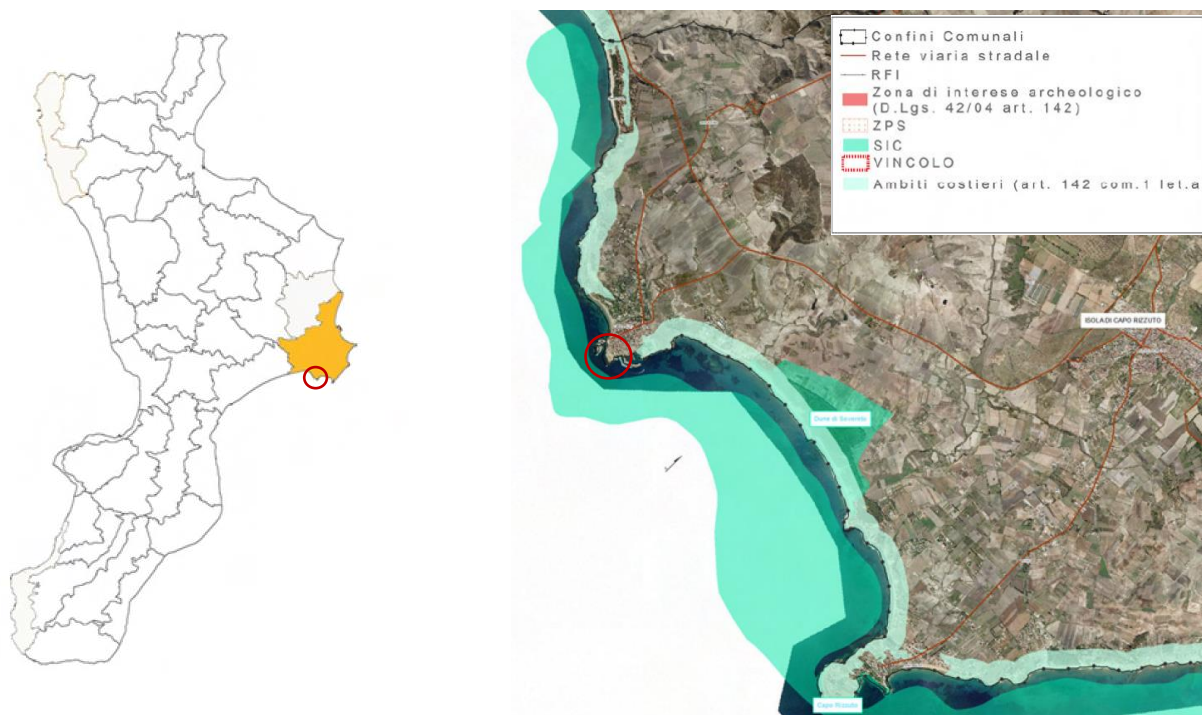 Confini Comunali
Rete viaria stradale
RFI
Zona di interese archeologico
(D.Lgs. 42/04 art. 142)
ZPS
SIC
VINCOLO
Ambiti costieri (art. 142 com.1 let.a
ISOLA DI CAPO RIZZUTO
Dune di Sovereto
Capo Rizzuto